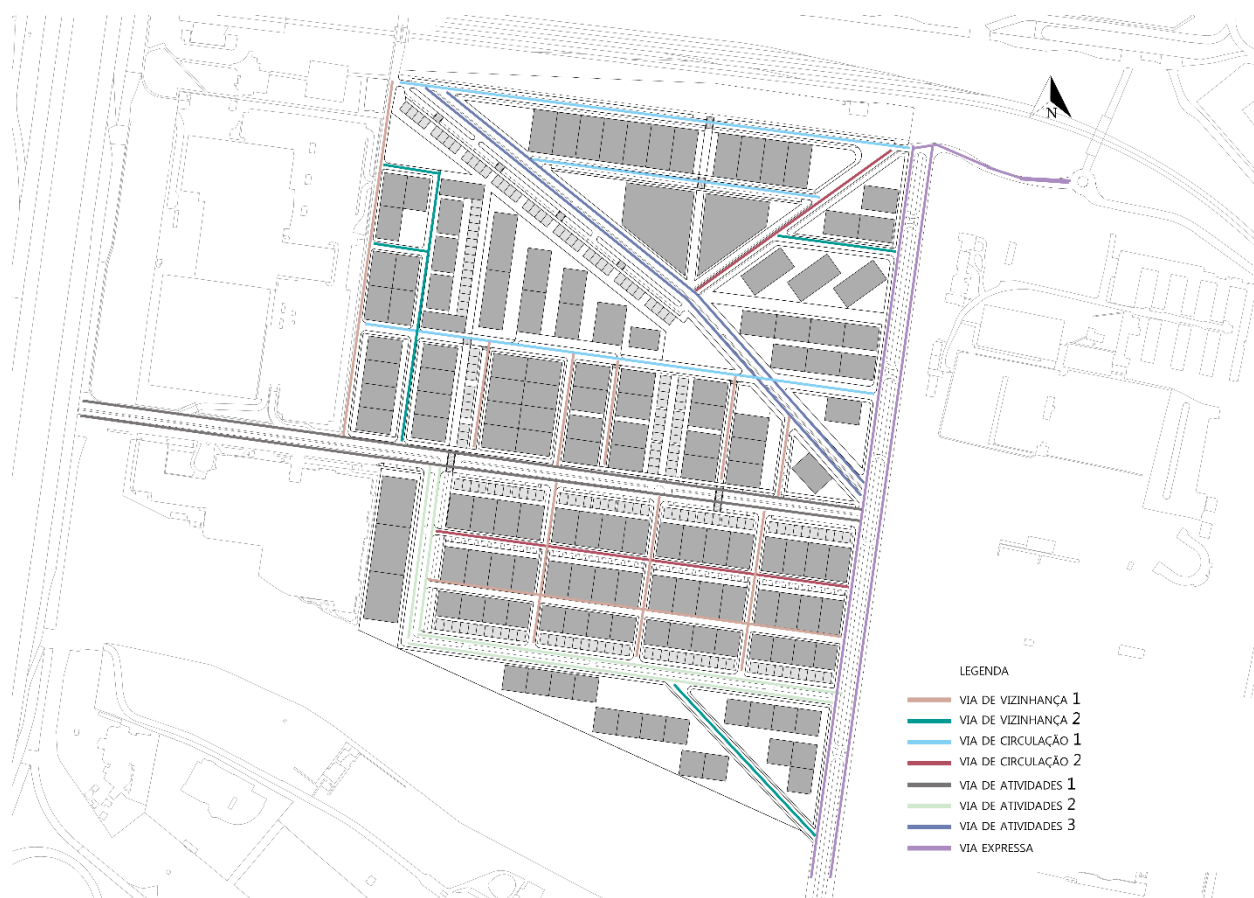 N
LEGENDA
VIA DE VIZINHANÇA 1
VIA DE VIZINHANÇA 2
VIA DE CIRCULAÇÃO 1
VIA DE CIRCULAÇÃO 2
VIA DE ATIVIDADES 1
VIA DE ATIVIDADES 2
VIA DE ATIVIDADES 3
VIA EXPRESSA